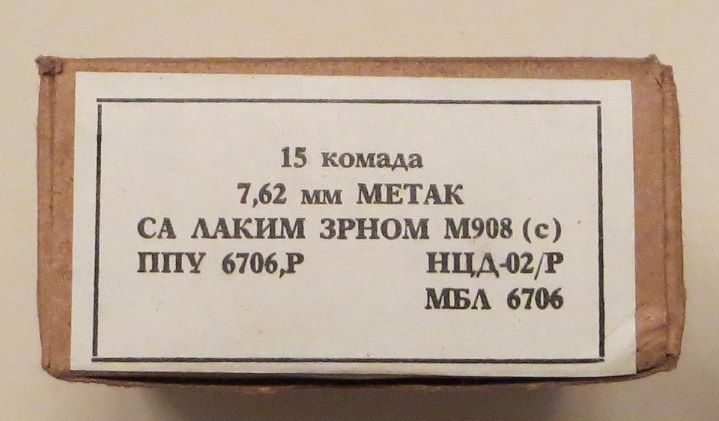 15 комада
7,62 мм МЕТАК
СА ЛАКИМ ЗРНОМ М908 (с)
ППУ 6706,Р НЦД-02/Р
МБЛ 6706